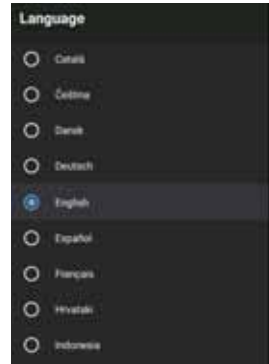 Language
Català
Čeština
Dansk
Deutsch
English
Español
Français
Hrvatski
Indonesia